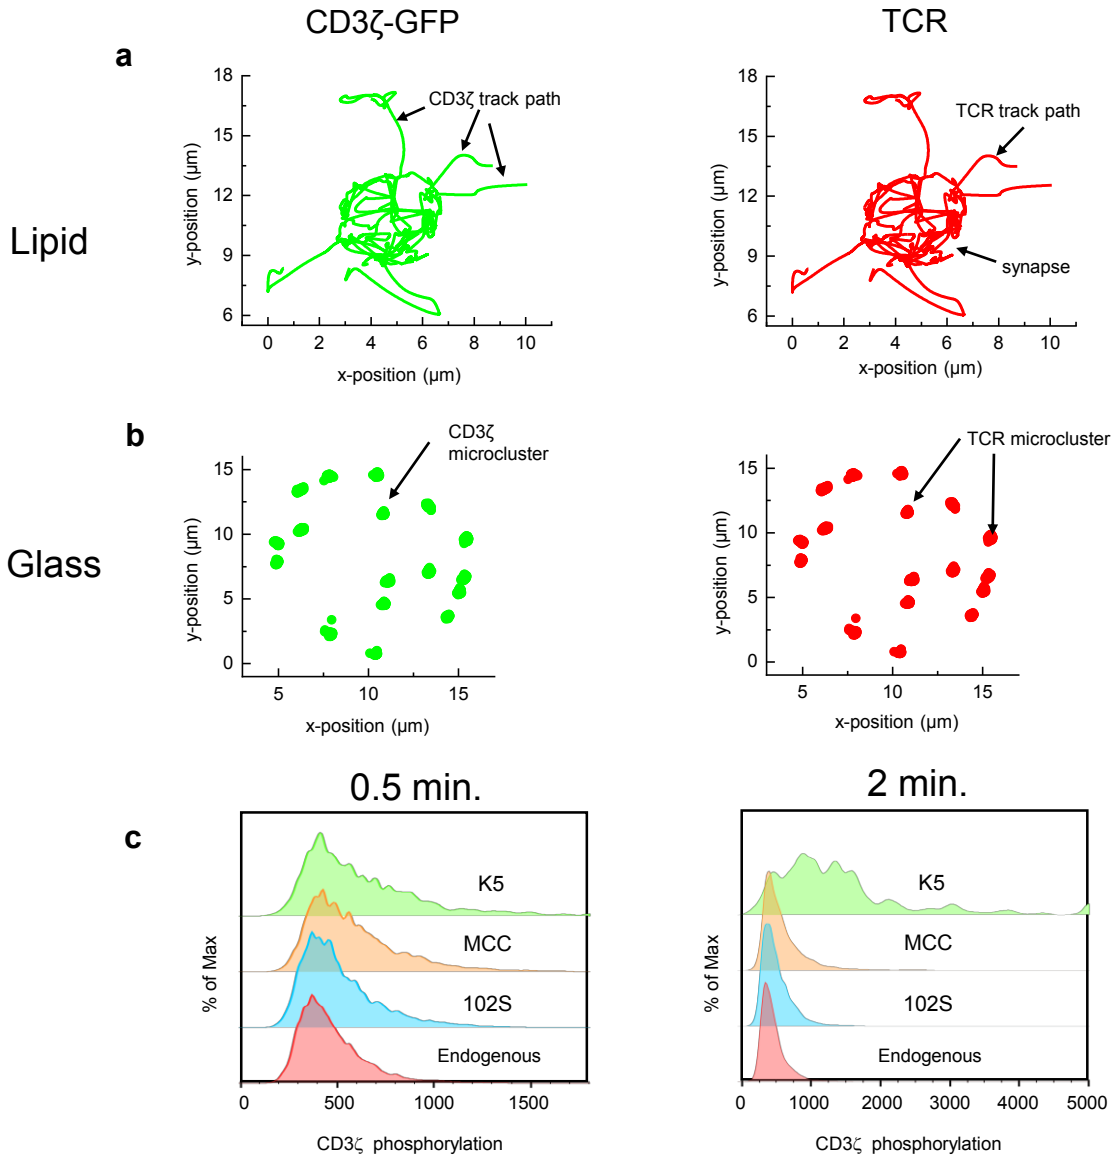 CD3ζ-GFP
TCR
a
Lipid
18
15
12
9
6
y-position (µm)
0 2 4 6 8 10
x-position (µm)
CD3ζ track path
18
15
12
9
6
y-position (µm)
0 2 4 6 8 10
x-position (µm)
TCR track path
synapse
b
Glass
15
10
5
0
y-position (µm)
5 10 15
x-position (µm)
CD3ζ
microcluster
15
10
5
0
y-position (µm)
5 10 15
x-position (µm)
TCR microcluster
c
0.5 min.
% of Max
K5
MCC
102S
Endogenous
0 500 1000 1500
CD3ζ phosphorylation
2 min.
% of Max
K5
MCC
102S
Endogenous
0 1000 2000 3000 4000 5000
CD3ζ phosphorylation